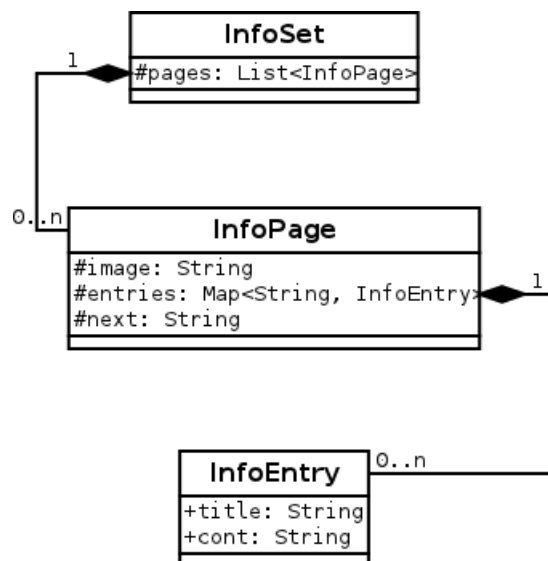 InfoSet
1
#pages: List<InfoPage>
0..n
InfoPage
#image: String
#entries: Map<String, InfoEntry>
1
#next: String
0..n
InfoEntry
+title: String
+cont: String